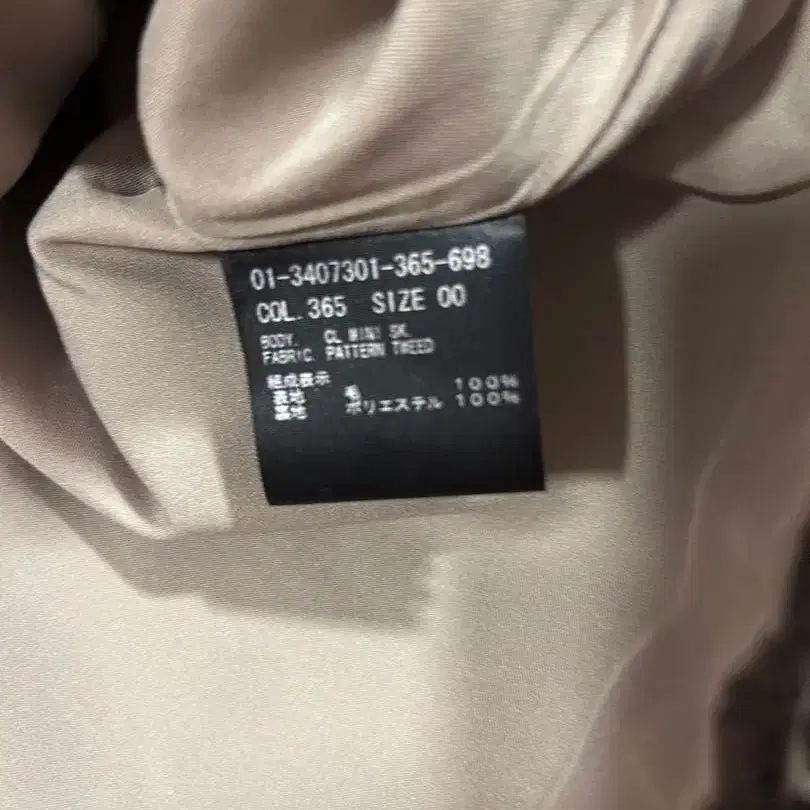 01-3407301-365-698
COL.365 SIZE 00
BODY. CL MINI SK.
FABRIC. PATTERN TWEED
組成表示
表地 毛 100%
裏地 ポリエステル 100%